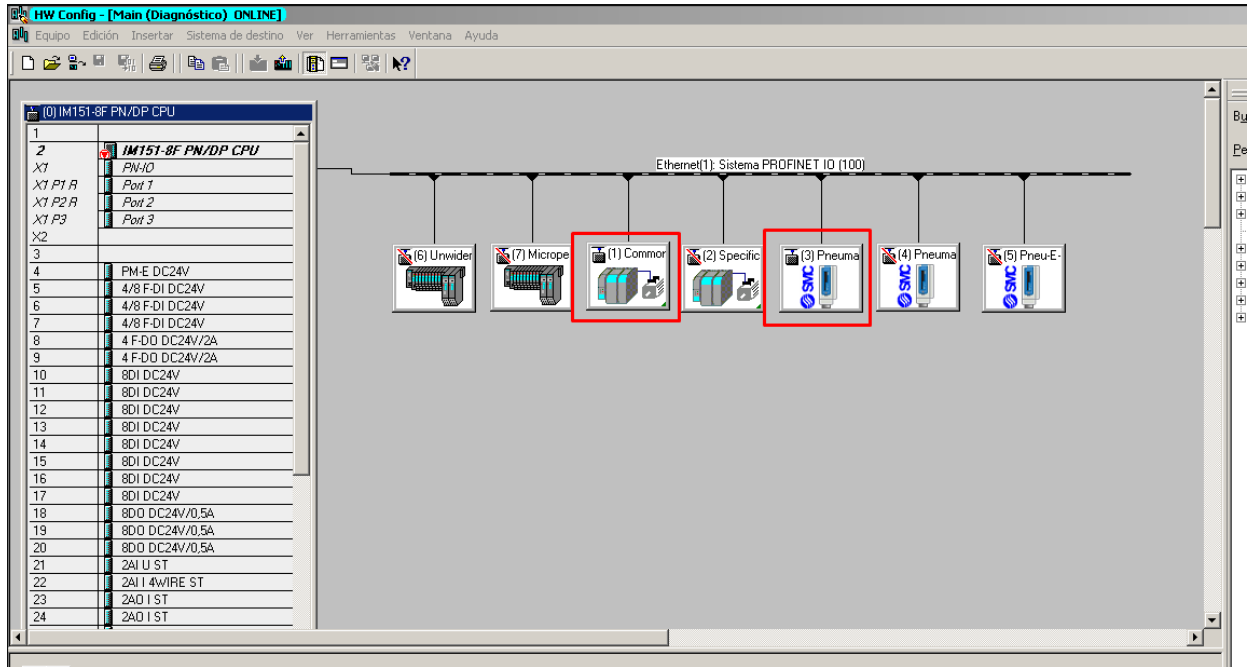 HW Config - [Main (Diagnóstico) ONLINE]
Equipo Edición Insertar Sistema de destino Ver Herramientas Ventana Ayuda
(0) IM151-8F PN/DP CPU
1
2 IM151-8F PN/DP CPU
X1 PN-IO
X1 P1 R Port 1
X1 P2 R Port 2
X1 P3 Port 3
X2
3
4 PM-E DC24V
5 4/8 F-DI DC24V
6 4/8 F-DI DC24V
7 4/8 F-DI DC24V
8 4 F-DO DC24V/2A
9 4 F-DO DC24V/2A
10 8DI DC24V
11 8DI DC24V
12 8DI DC24V
13 8DI DC24V
14 8DI DC24V
15 8DI DC24V
16 8DI DC24V
17 8DI DC24V
18 8DO DC24V/0,5A
19 8DO DC24V/0,5A
20 8DO DC24V/0,5A
21 2AI U ST
22 2AI I 4WIRE ST
23 2AO I ST
24 2AO I ST
Ethernet(1): Sistema PROFINET IO (100)
(6) Unwider
(7) Micrope
(1) Commor
(2) Specific
(3) Pneuma
SMC
(4) Pneuma
SMC
(5) Pneu-E-
SMC
Bu
Pe